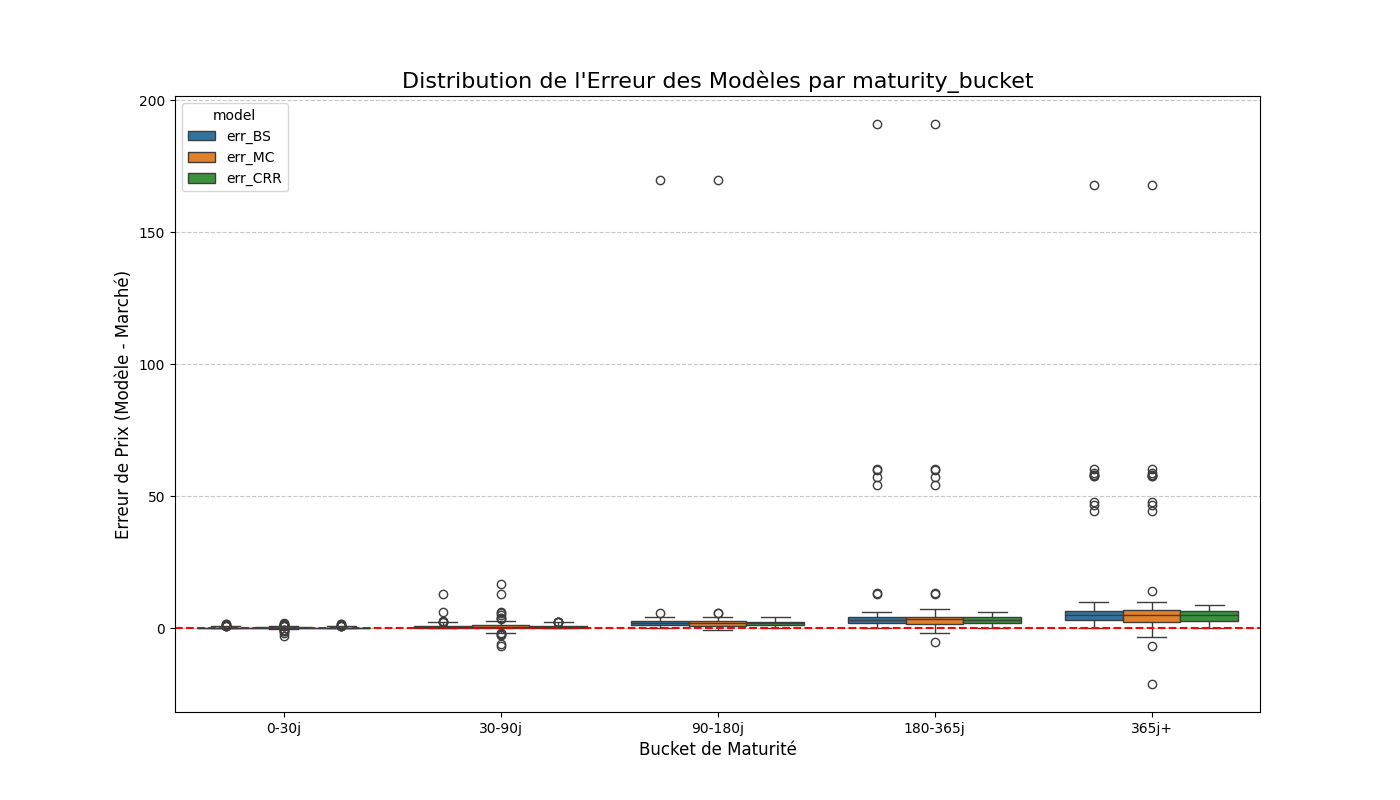 Distribution de l'Erreur des Modèles par maturity_bucket
model
err_BS
err_MC
err_CRR
200
150
100
50
0
Erreur de Prix (Modèle - Marché)
0-30j
30-90j
90-180j
180-365j
365j+
Bucket de Maturité